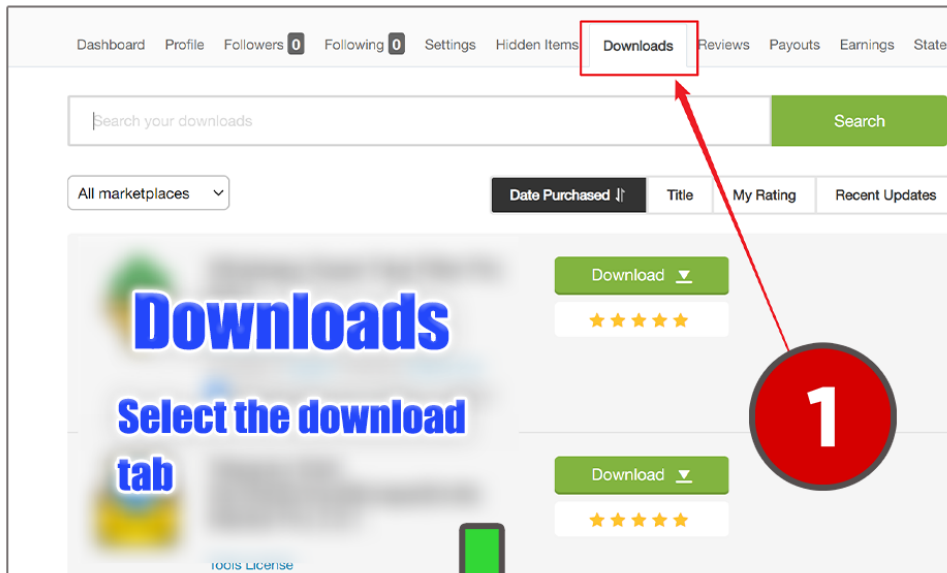 Dashboard Profile Followers 0 Following 0 Settings Hidden Items Downloads Reviews Payouts Earnings State
Search your downloads Search
All marketplaces Date Purchased Title My Rating Recent Updates
Download
Downloads
Select the download
tab
1
Download
Tools License